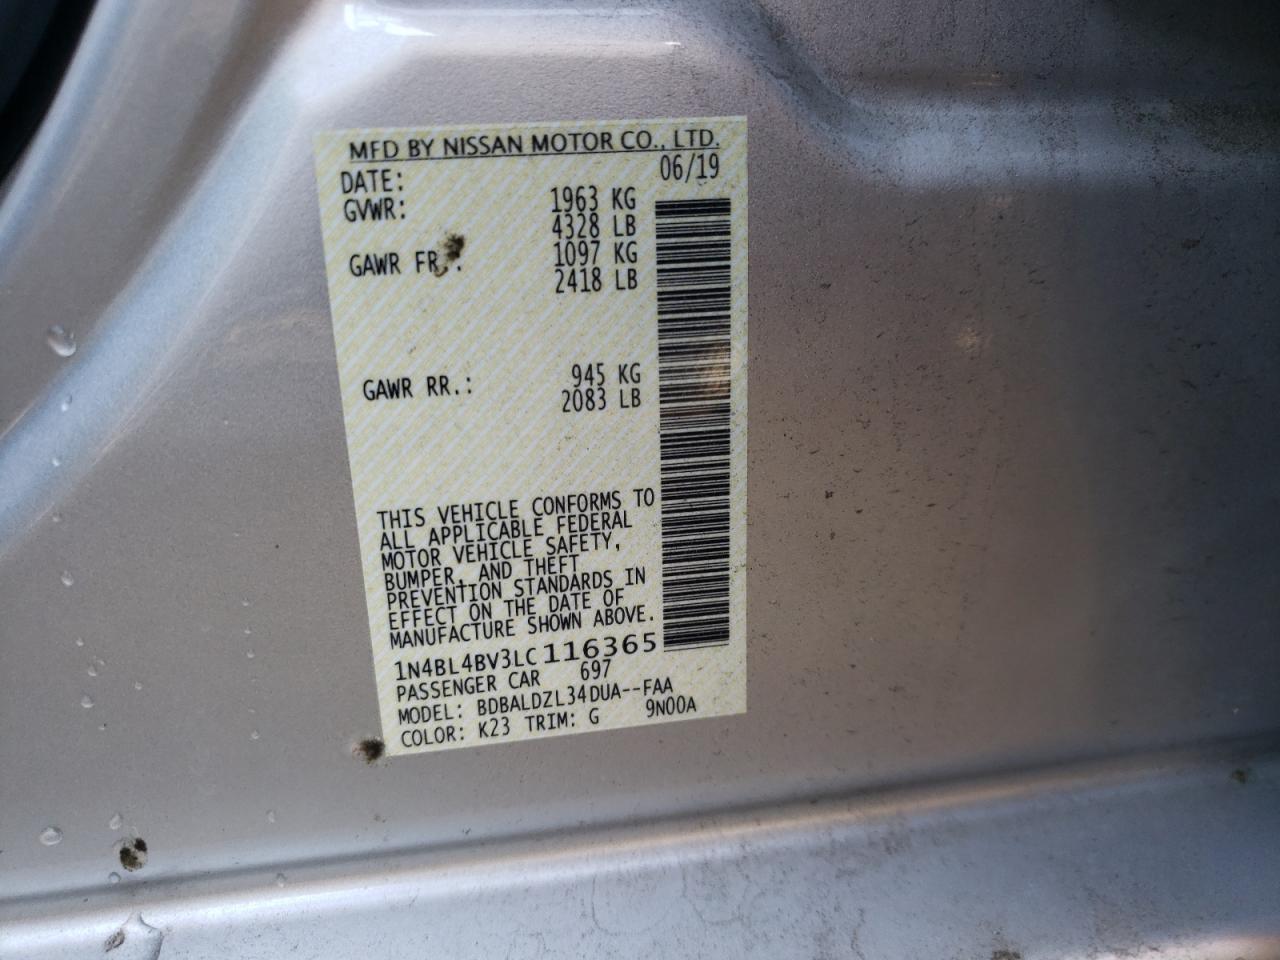 MFD BY NISSAN MOTOR CO., LTD.
DATE: 06/19
GVWR: 1963 KG
4328 LB
GAWR FR.: 1097 KG
2418 LB
GAWR RR.: 945 KG
2083 LB
THIS VEHICLE CONFORMS TO
ALL APPLICABLE FEDERAL
MOTOR VEHICLE SAFETY,
BUMPER, AND THEFT
PREVENTION STANDARDS IN
EFFECT ON THE DATE OF
MANUFACTURE SHOWN ABOVE.
1N4BL4BV3LC116365
PASSENGER CAR 697
MODEL: BDBALDZL34DUA--FAA
COLOR: K23 TRIM: G 9N00A